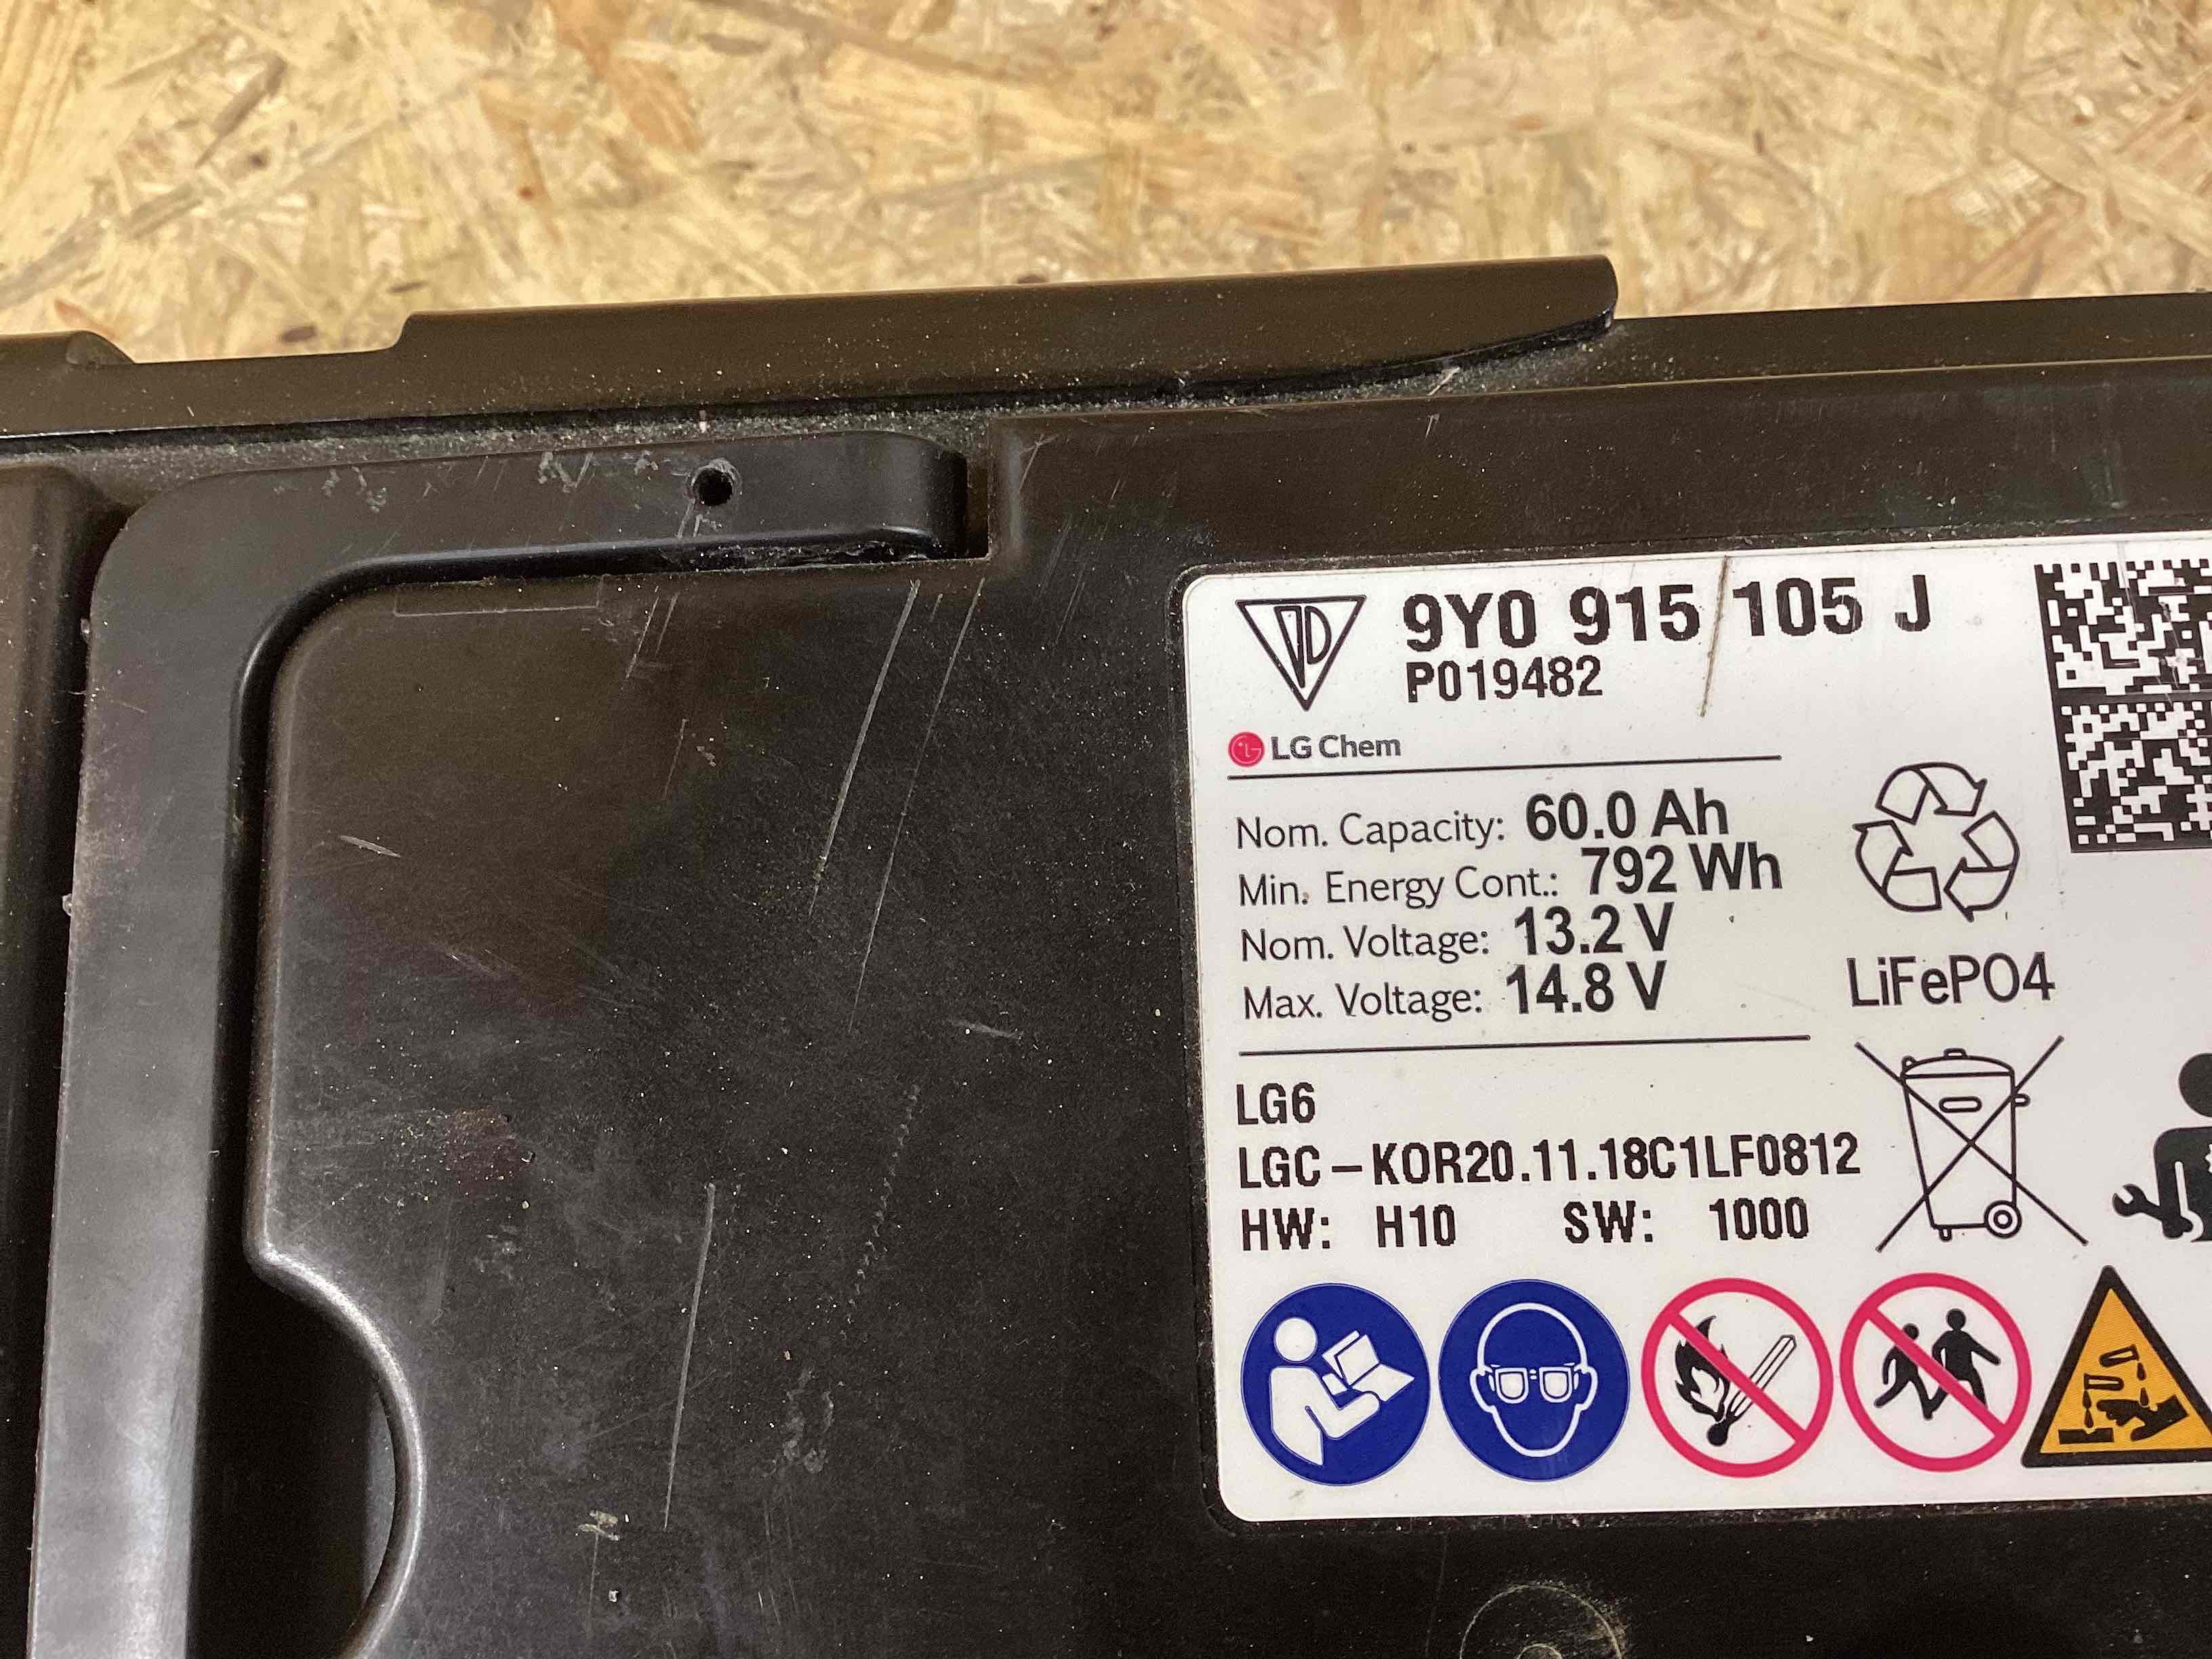 9Y0 915 105 J
P019482
LG Chem
Nom. Capacity: 60.0 Ah
Min. Energy Cont.: 792 Wh
Nom. Voltage: 13.2 V
Max. Voltage: 14.8 V
LiFePO4
LG6
LGC-KOR20.11.18C1LF0812
HW: H10 SW: 1000